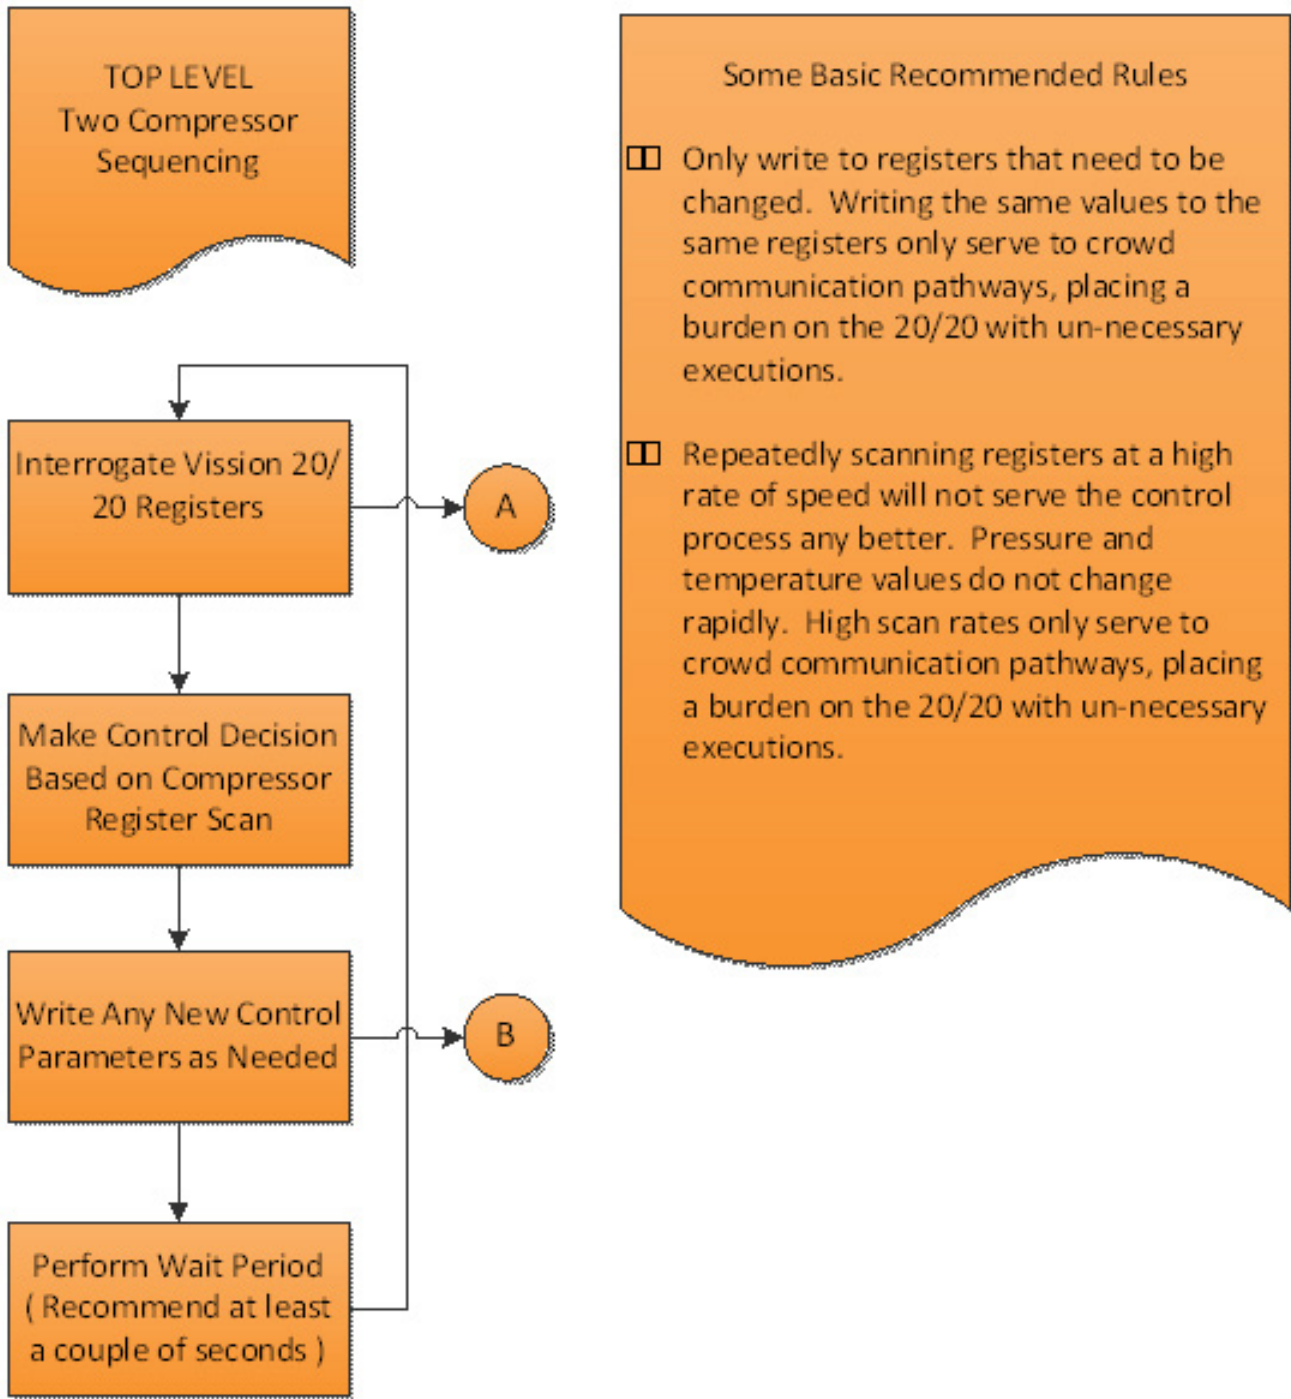 TOP LEVEL
Two Compressor
Sequencing
Interrogate Vission 20/
20 Registers
A
Make Control Decision
Based on Compressor
Register Scan
Write Any New Control
Parameters as Needed
B
Perform Wait Period
( Recommend at least
a couple of seconds )
Some Basic Recommended Rules
Only write to registers that need to be
changed.  Writing the same values to the
same registers only serve to crowd
communication pathways, placing a
burden on the 20/20 with un-necessary
executions.
Repeatedly scanning registers at a high
rate of speed will not serve the control
process any better.  Pressure and
temperature values do not change
rapidly.  High scan rates only serve to
crowd communication pathways, placing
a burden on the 20/20 with un-necessary
executions.